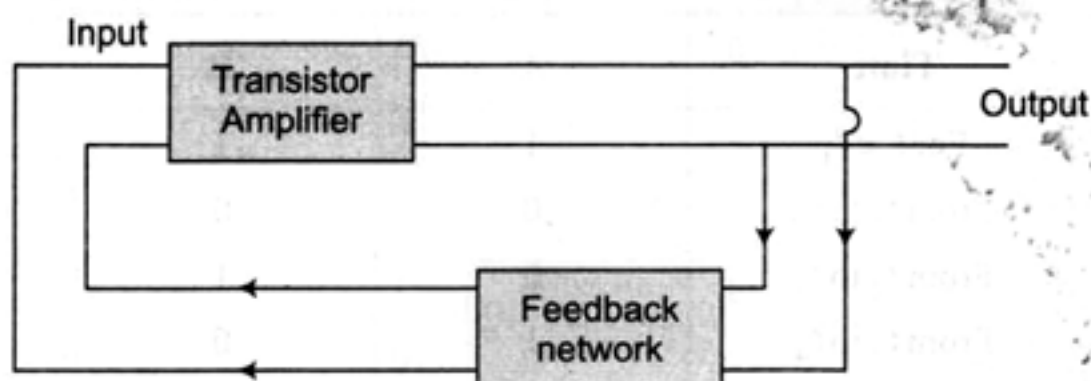 Input
Transistor
Amplifier
Output
Feedback
network